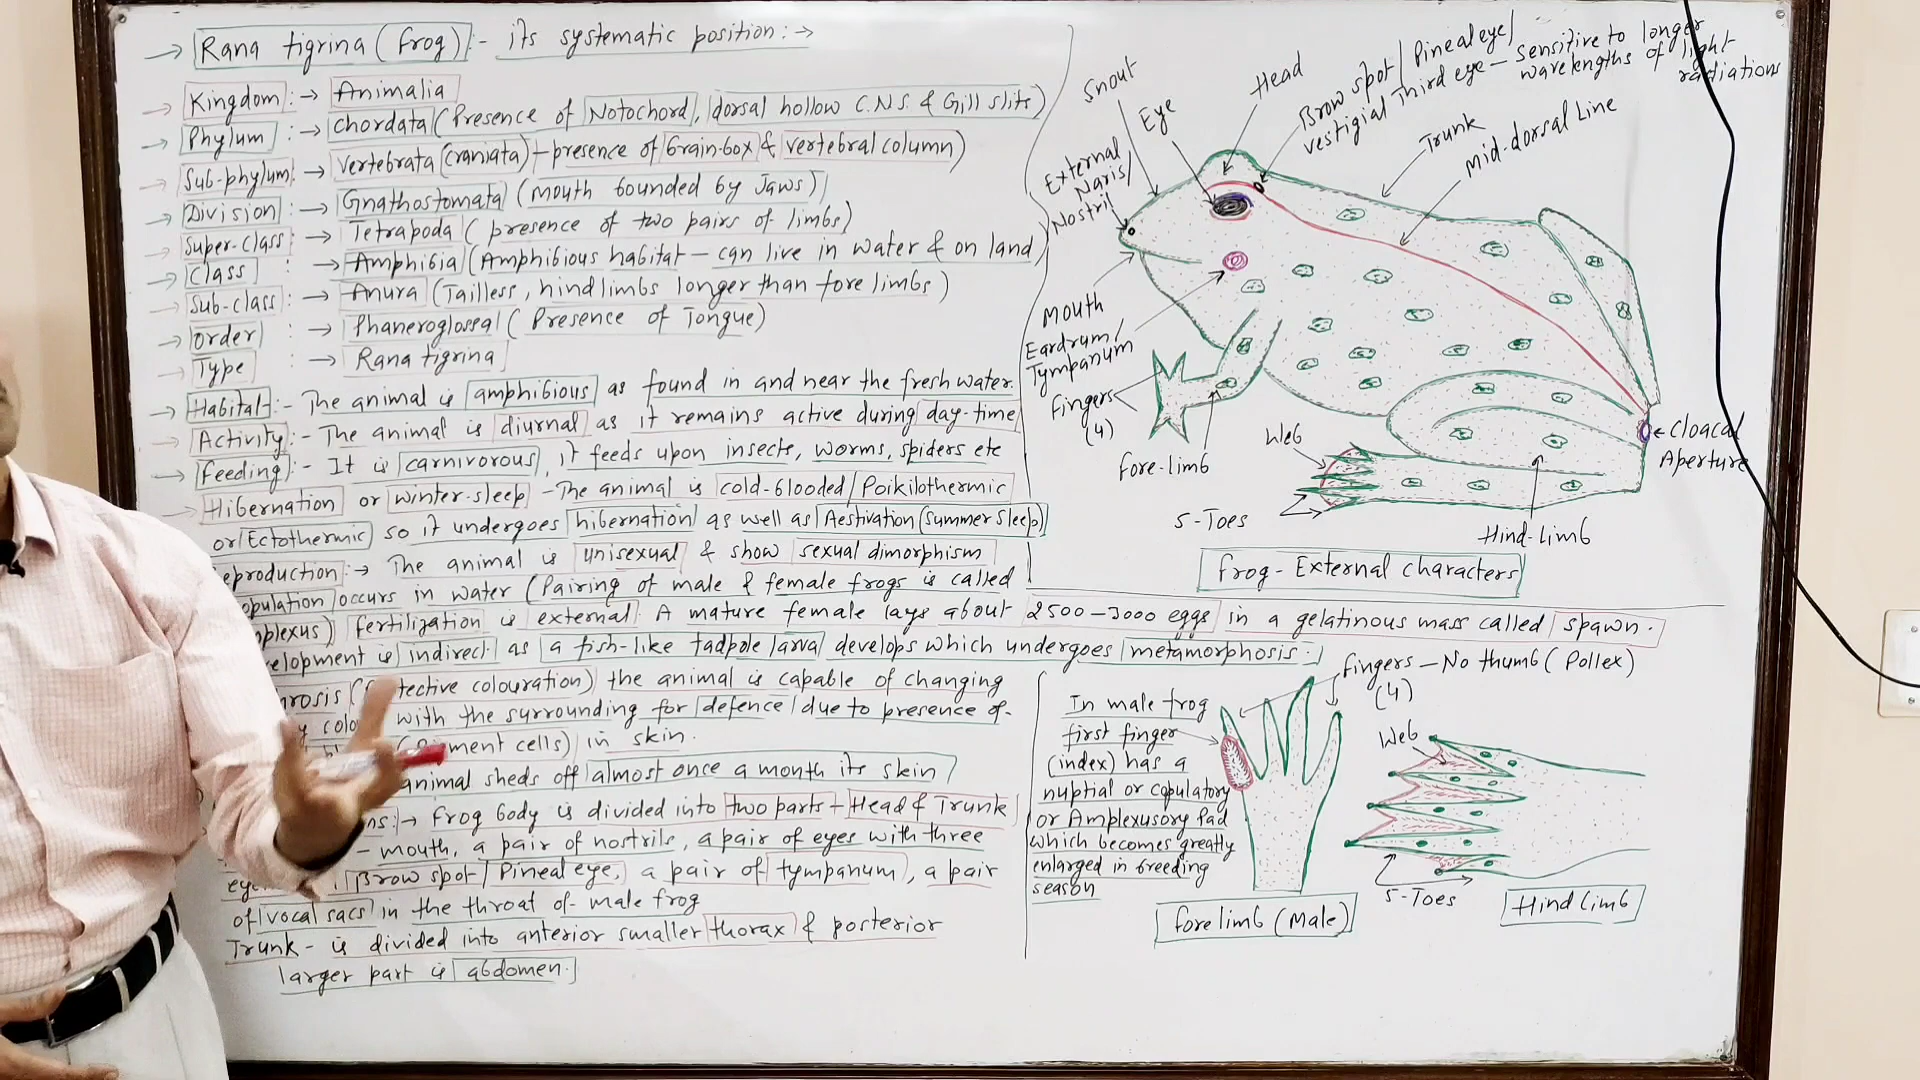 → Rana tigrina (frog) :- its systematic position :→
→ Kingdom :→ Animalia
→ Phylum :→ Chordata (Presence of Notochord, dorsal hollow C.N.S. & Gill slits)
→ Sub-phylum :→ Vertebrata (Craniata) - presence of Brain-box & vertebral column)
→ Division :→ Gnathostomata (mouth bounded by Jaws)
→ Super-class :→ Tetrapoda (presence of two pairs of limbs)
→ Class :→ Amphibia (Amphibious habitat - can live in water & on land)
→ Sub-class :→ Anura (Tailless, hindlimbs longer than fore limbs)
→ Order :→ Phaneroglossa (Presence of Tongue)
→ Type :→ Rana tigrina
→ Habitat :- The animal is amphibious as found in and near the fresh water.
→ Activity :- The animal is diurnal as it remains active during day-time
→ Feeding :- It is carnivorous, it feeds upon insects, worms, spiders etc
→ Hibernation or winter-sleep - The animal is cold-blooded / Poikilothermic
or Ectothermic so it undergoes hibernation as well as Aestivation (summer sleep)
eproduction :→ The animal is unisexual & show sexual dimorphism
opulation occurs in water (Pairing of male & female frogs is called
plexus) fertilization is external. A mature female lays about 2500-3000 eggs in a gelatinous mass called spawn.
elopment is indirect as a fish-like tadpole larva develops which undergoes metamorphosis.
rosis ( tective colouration) the animal is capable of changing
colou with the surrounding for defence due to presence of
ment cells) in skin.
animal sheds off almost once a month its skin
ns :→ frog body is divided into two parts - Head & Trunk
- mouth, a pair of nostrils, a pair of eyes with three
eye Brow spot / Pineal eye, a pair of tympanum, a pair
of vocal sacs in the throat of male frog
Trunk - is divided into anterior smaller thorax & posterior
larger part is abdomen.
Snout
Eye
Head
Brow spot / Pineal eye /
vestigial Third eye - sensitive to longer
wavelengths of light
radiations
Trunk
Mid-dorsal Line
External
Naris /
Nostril
Mouth
Eardrum /
Tympanum
fingers
(4)
fore-limb
Web
5-Toes
Hind-limb
Cloacal
Aperture
frog - External characters
In male frog
first finger
(index) has a
nuptial or copulatory
or Amplexusory Pad
which becomes greatly
enlarged in breeding
season
fingers - No thumb (Pollex)
(4)
fore limb (Male)
Web
5-Toes
Hind limb